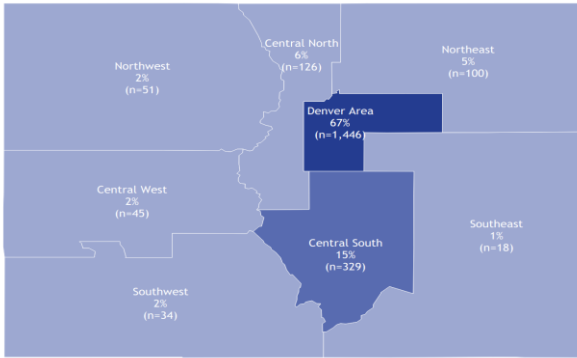 Central North
6%
(n=126)
Northeast
5%
(n=100)
Northwest
2%
(n=51)
Denver Area
67%
(n=1,446)
Central West
2%
(n=45)
Southeast
1%
(n=18)
Central South
15%
(n=329)
Southwest
2%
(n=34)